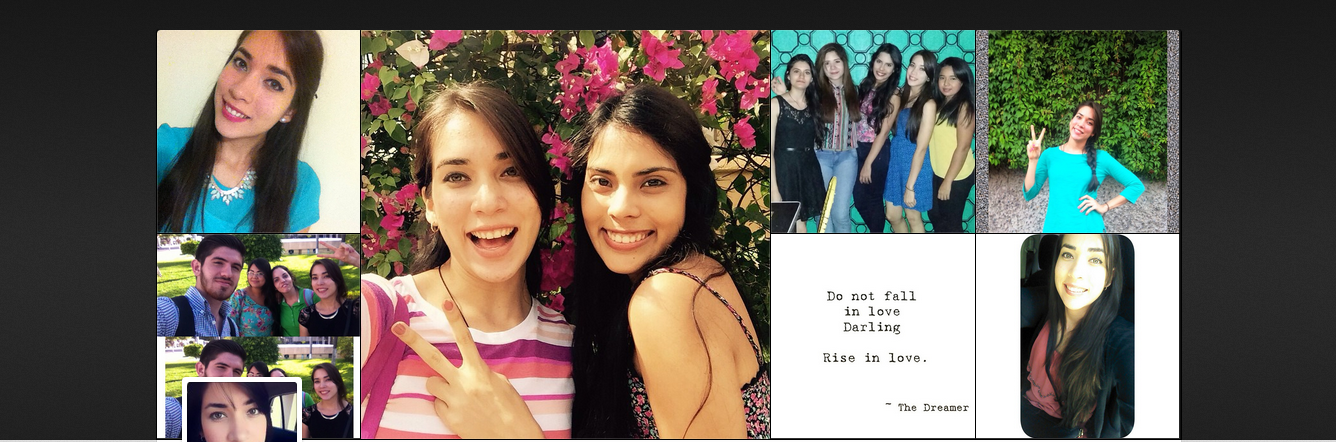 Do not fall
in love
Darling
Rise in love.
~ The Dreamer